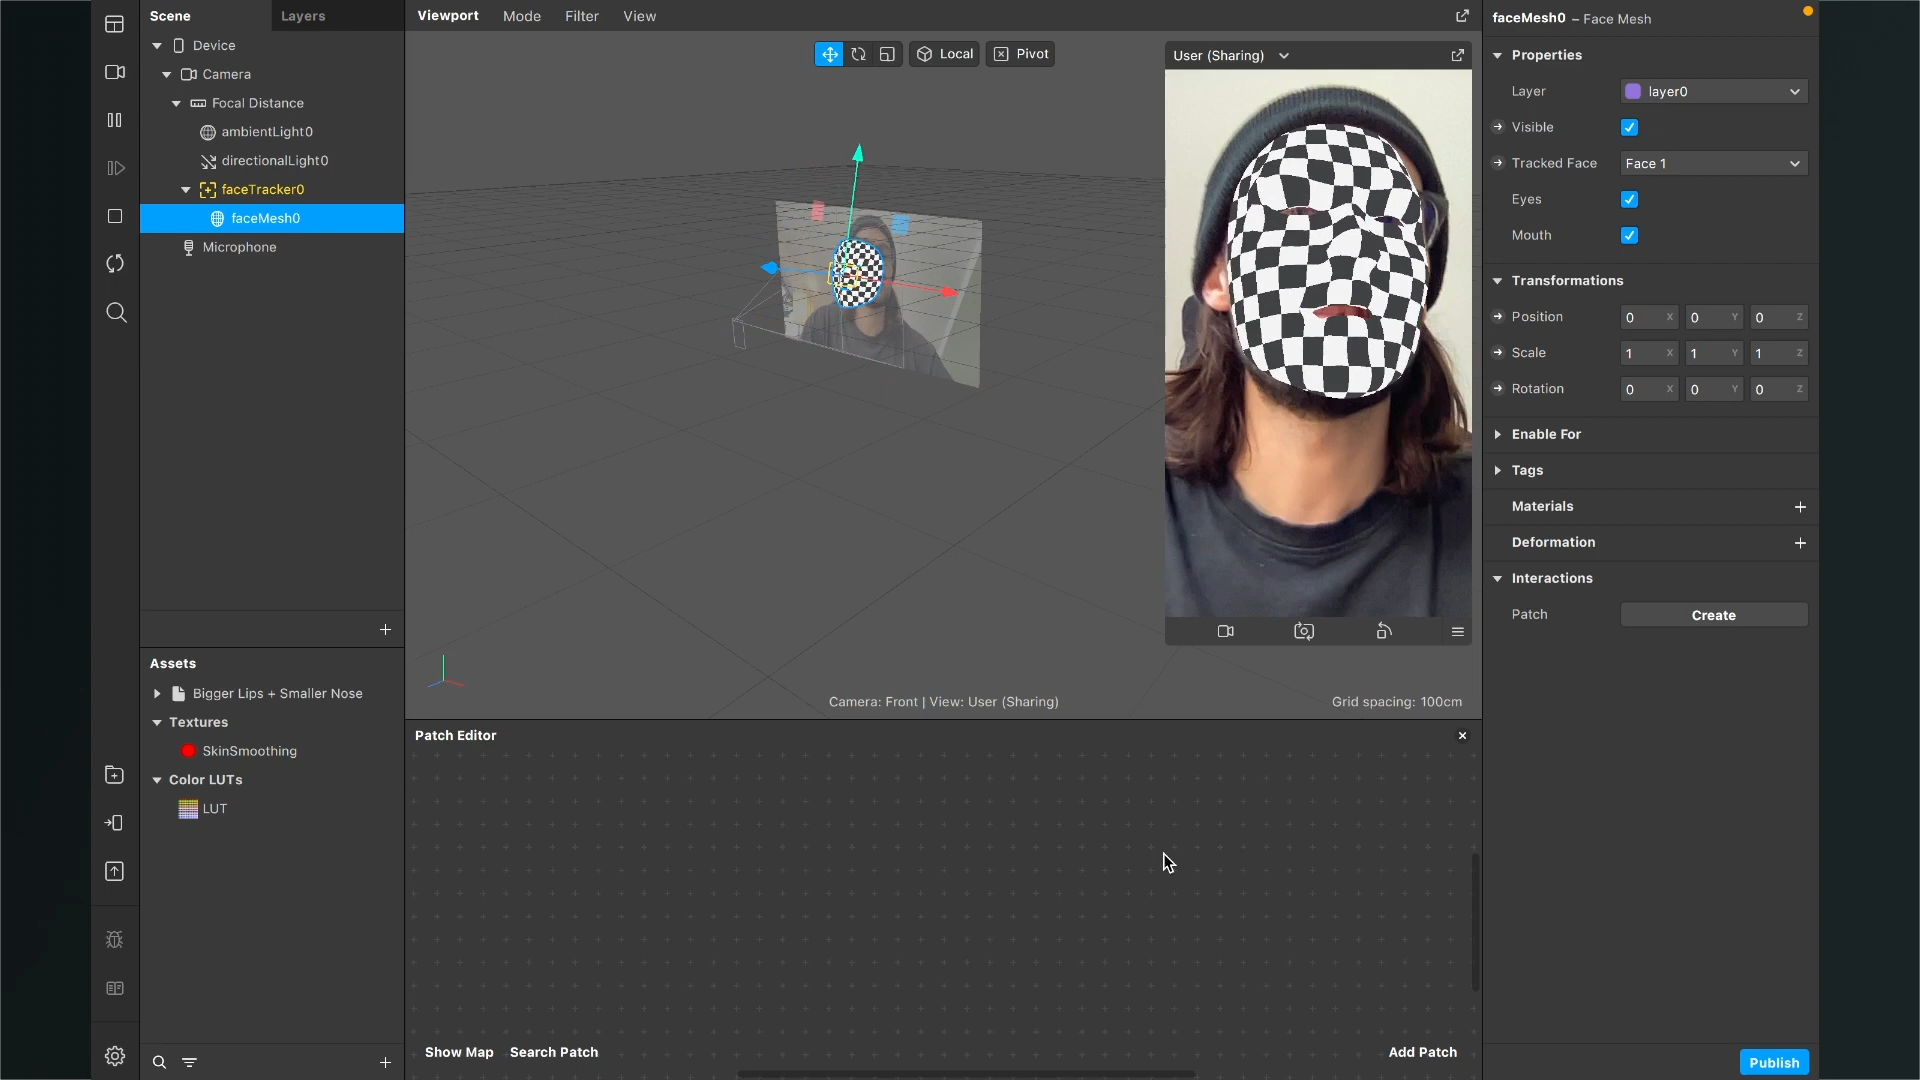 Scene
Layers
Device
Camera
Focal Distance
ambientLight0
directionalLight0
faceTracker0
faceMesh0
Microphone
Assets
Bigger Lips + Smaller Nose
Textures
SkinSmoothing
Color LUTs
LUT
Viewport Mode Filter View
Local
Pivot
User (Sharing)
Camera: Front | View: User (Sharing)
Grid spacing: 100cm
Patch Editor
Show Map
Search Patch
Add Patch
faceMesh0 – Face Mesh
Properties
Layer layer0
Visible
Tracked Face Face 1
Eyes
Mouth
Transformations
Position 0 X 0 Y 0 Z
Scale 1 X 1 Y 1 Z
Rotation 0 X 0 Y 0 Z
Enable For
Tags
Materials
Deformation
Interactions
Patch Create
Publish